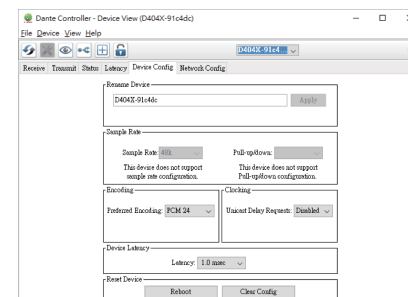 Dante Controller - Device View (D404X-91c4dc)
File Device View Help
D404X-91c4...
Receive Transmit Status Latency Device Config Network Config
Rename Device
D404X-91c4dc Apply
Sample Rate
Sample Rate: 48k Pull-up/down:
This device does not support This device does not support
sample rate configuration. Pull-up/down configuration.
Encoding Clocking
Preferred Encoding: PCM 24 Unicast Delay Requests: Disabled
Device Latency
Latency: 1.0 msec
Reset Device
Reboot Clear Config